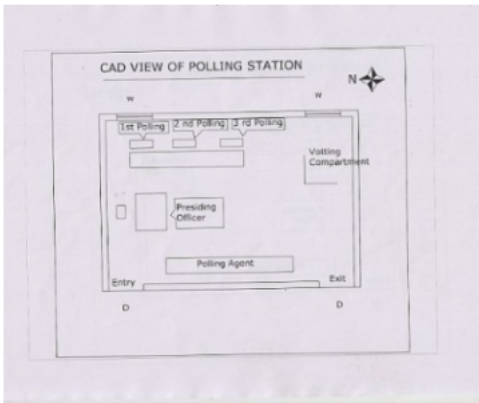 CAD VIEW OF POLLING STATION
N
W W
1st Polling 2 nd Polling 3 rd Polling
Votting
Compartment
Presiding
Officer
Polling Agent
Entry Exit
D D